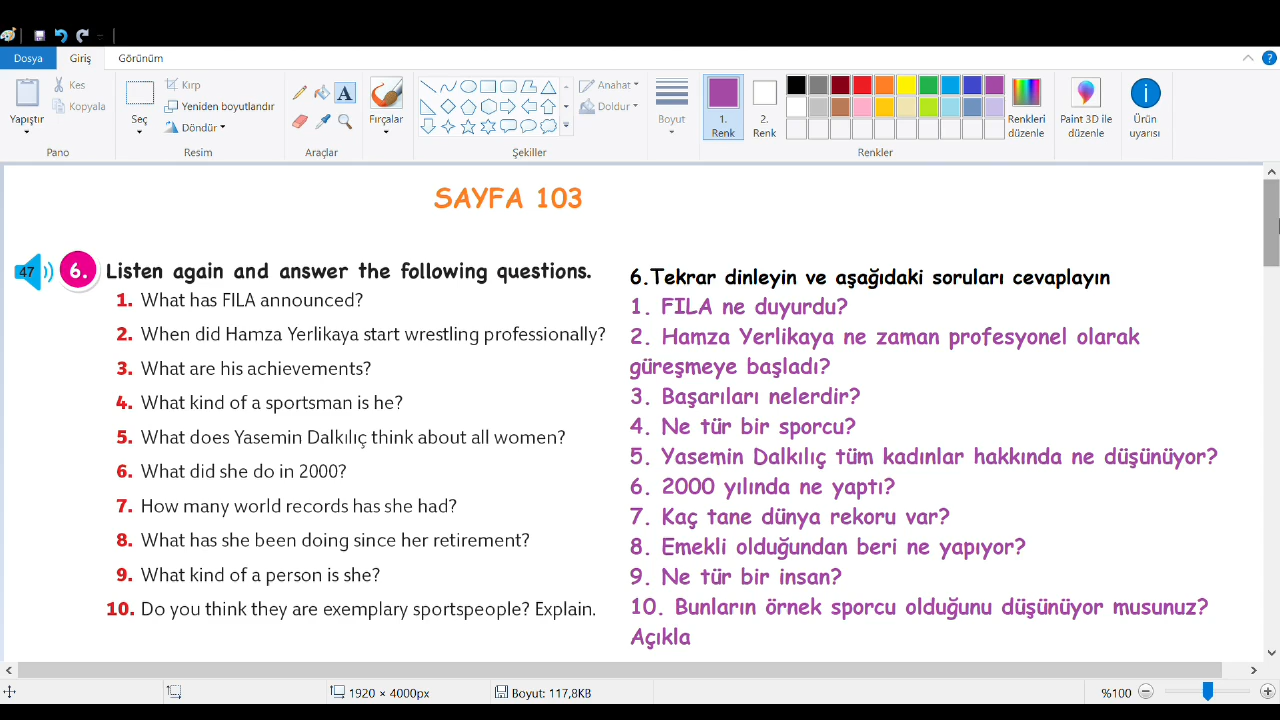 Dosya Giriş Görünüm
Yapıştır
Kes
Kopyala
Pano
Seç
Kırp
Yeniden boyutlandır
Döndür
Resim
A
Araçlar
Fırçalar
Anahat
Doldur
Şekiller
Boyut
1.
Renk
2.
Renk
Renkleri
düzenle
Renkler
Paint 3D ile
düzenle
Ürün
uyarısı
SAYFA 103
47 6. Listen again and answer the following questions.
1. What has FILA announced?
2. When did Hamza Yerlikaya start wrestling professionally?
3. What are his achievements?
4. What kind of a sportsman is he?
5. What does Yasemin Dalkılıç think about all women?
6. What did she do in 2000?
7. How many world records has she had?
8. What has she been doing since her retirement?
9. What kind of a person is she?
10. Do you think they are exemplary sportspeople? Explain.
6.Tekrar dinleyin ve aşağıdaki soruları cevaplayın
1. FILA ne duyurdu?
2. Hamza Yerlikaya ne zaman profesyonel olarak
güreşmeye başladı?
3. Başarıları nelerdir?
4. Ne tür bir sporcu?
5. Yasemin Dalkılıç tüm kadınlar hakkında ne düşünüyor?
6. 2000 yılında ne yaptı?
7. Kaç tane dünya rekoru var?
8. Emekli olduğundan beri ne yapıyor?
9. Ne tür bir insan?
10. Bunların örnek sporcu olduğunu düşünüyor musunuz?
Açıkla
1920 × 4000px
Boyut: 117,8KB
%100